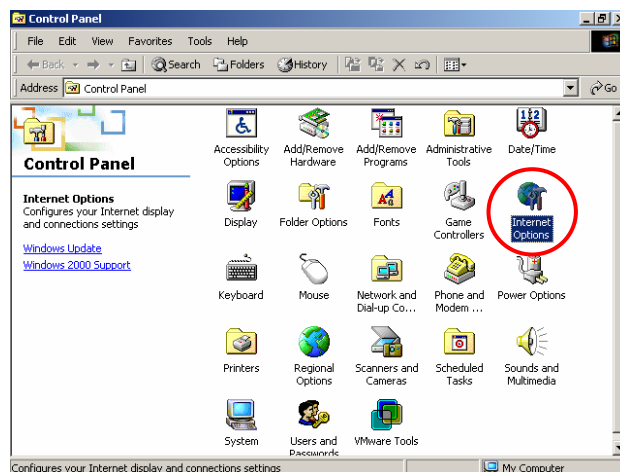 Control Panel
File Edit View Favorites Tools Help
Back Search Folders History
Address Control Panel Go
Control Panel
Internet Options
Configures your Internet display
and connections settings
Windows Update
Windows 2000 Support
Accessibility
Options
Add/Remove
Hardware
Add/Remove
Programs
Administrative
Tools
Date/Time
Display
Folder Options
Fonts
Game
Controllers
Internet
Options
Keyboard
Mouse
Network and
Dial-up Co...
Phone and
Modem ...
Power Options
Printers
Regional
Options
Scanners and
Cameras
Scheduled
Tasks
Sounds and
Multimedia
System
Users and
Passwords
VMware Tools
Configures your Internet display and connections settings
My Computer